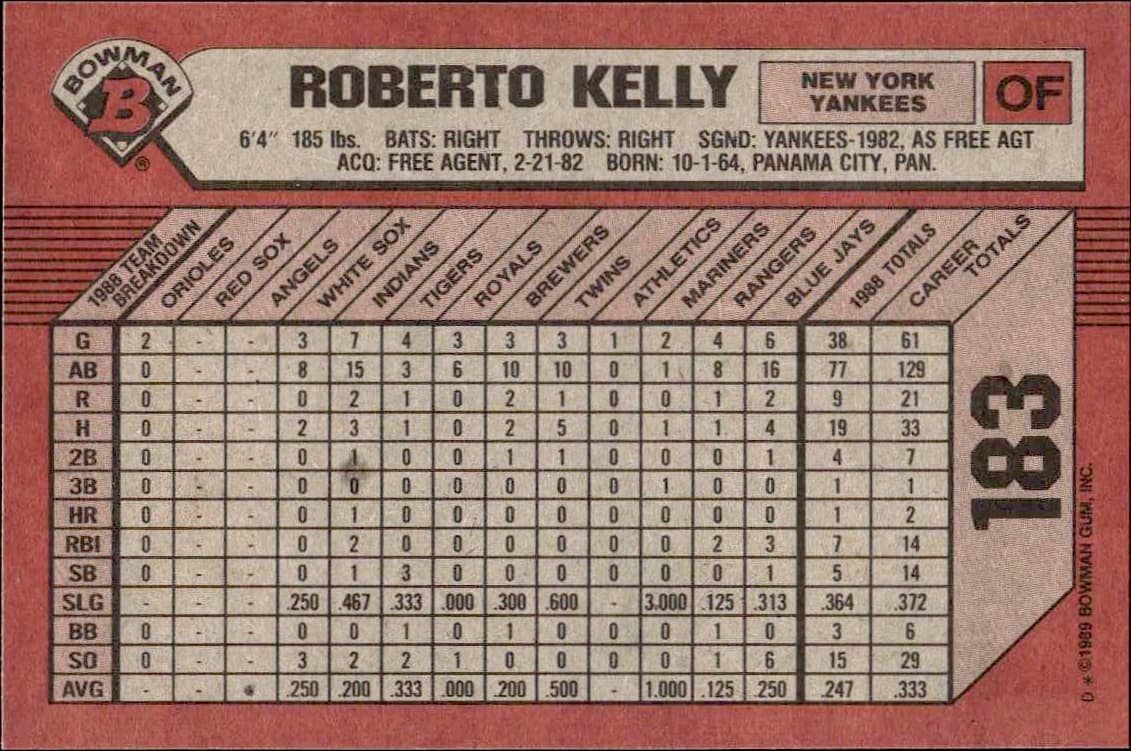 BOWMAN
B
®
ROBERTO KELLY
NEW YORK
YANKEES
OF
6'4" 185 lbs. BATS: RIGHT THROWS: RIGHT SGND: YANKEES-1982, AS FREE AGT
ACQ: FREE AGENT, 2-21-82 BORN: 10-1-64, PANAMA CITY, PAN.
1988 TEAM BREAKDOWN ORIOLES RED SOX ANGELS WHITE SOX INDIANS TIGERS ROYALS BREWERS TWINS ATHLETICS MARINERS RANGERS BLUE JAYS 1988 TOTALS CAREER TOTALS
G 2 - - 3 7 4 3 3 3 1 2 4 6 38 61
AB 0 - - 8 15 3 6 10 10 0 1 8 16 77 129
R 0 - - 0 2 1 0 2 1 0 0 1 2 9 21
H 0 - - 2 3 1 0 2 5 0 1 1 4 19 33
2B 0 - - 0 1 0 0 1 1 0 0 0 1 4 7
3B 0 - - 0 0 0 0 0 0 0 1 0 0 1 1
HR 0 - - 0 1 0 0 0 0 0 0 0 0 1 2
RBI 0 - - 0 2 0 0 0 0 0 0 2 3 7 14
SB 0 - - 0 1 3 0 0 0 0 0 0 1 5 14
SLG - - - .250 .467 .333 .000 .300 .600 - 3.000 .125 .313 .364 .372
BB 0 - - 0 0 1 0 1 0 0 0 1 0 3 6
SO 0 - - 3 2 2 1 0 0 0 0 1 6 15 29
AVG - - - .250 .200 .333 .000 .200 .500 - 1.000 .125 .250 .247 .333
183
D * ©1989 BOWMAN GUM, INC.